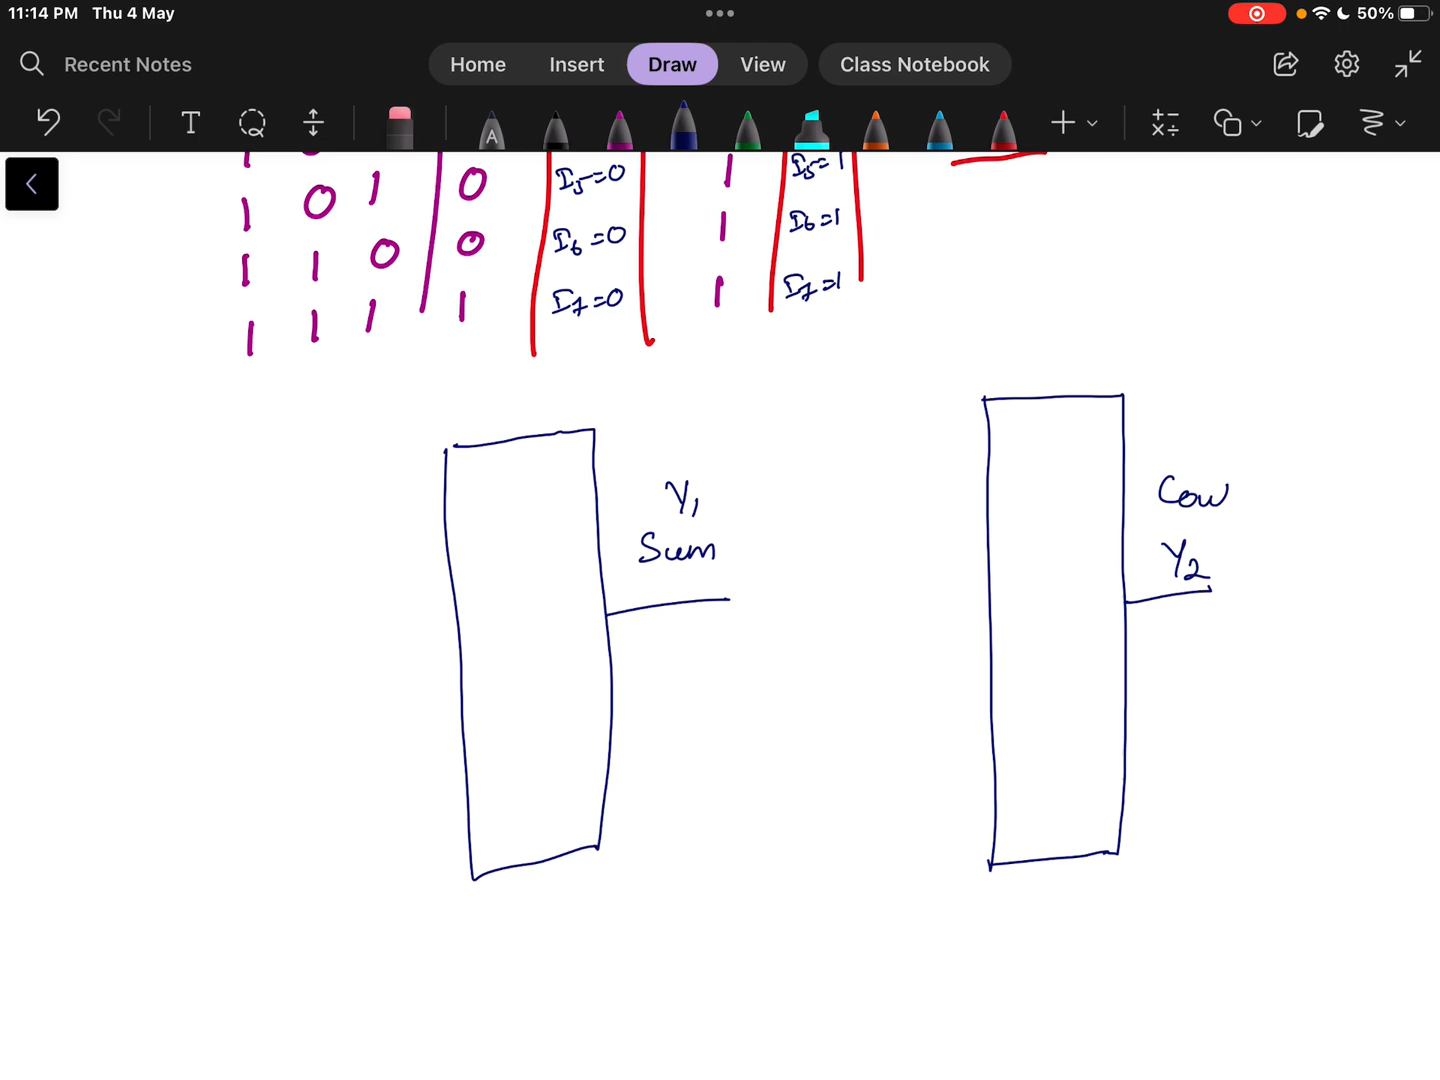 11:14 PM Thu 4 May
50%
Recent Notes
Home Insert Draw View Class Notebook
T A
1
1 0 1 0 I5=0 1 I5=1
1 1 0 0 I6=0 1 I6=1
1 1 1 1 I7=0 1 I7=1
Y1
Sum
Cow
Y2